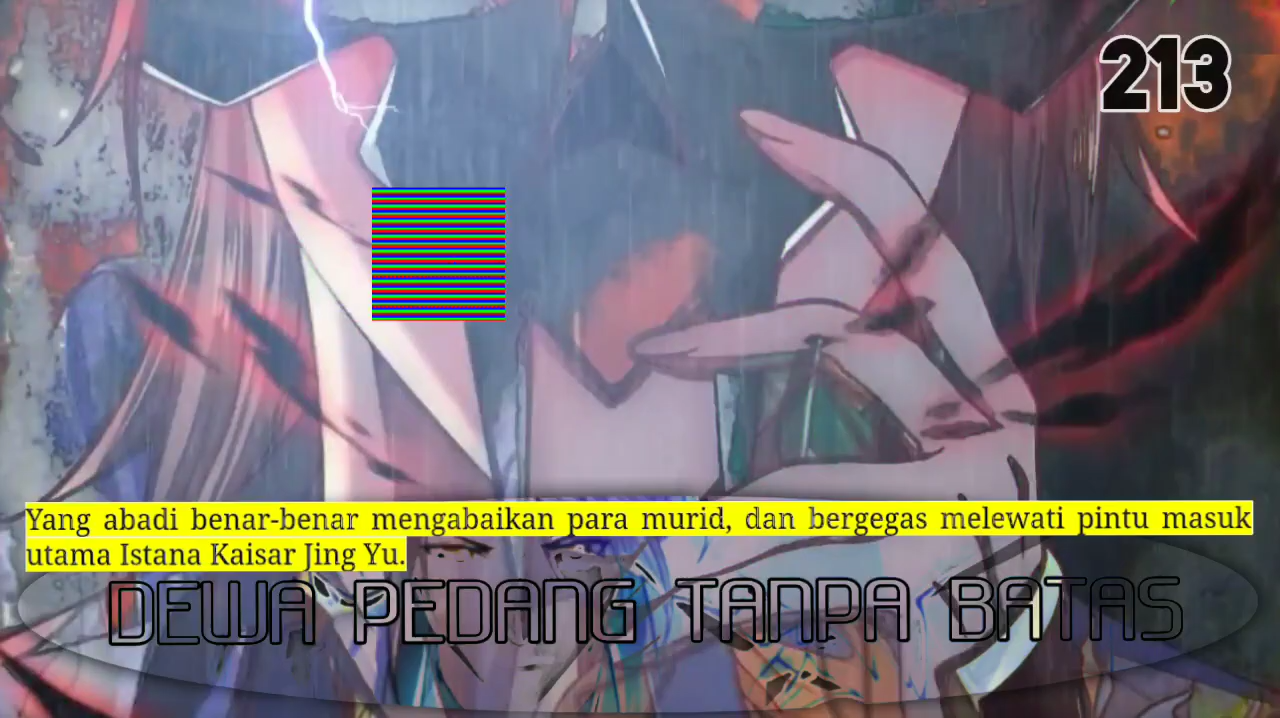 213
Yang abadi benar-benar mengabaikan para murid, dan bergegas melewati pintu masuk
utama Istana Kaisar Jing Yu.
DEWA PEDANG TANPA BATAS